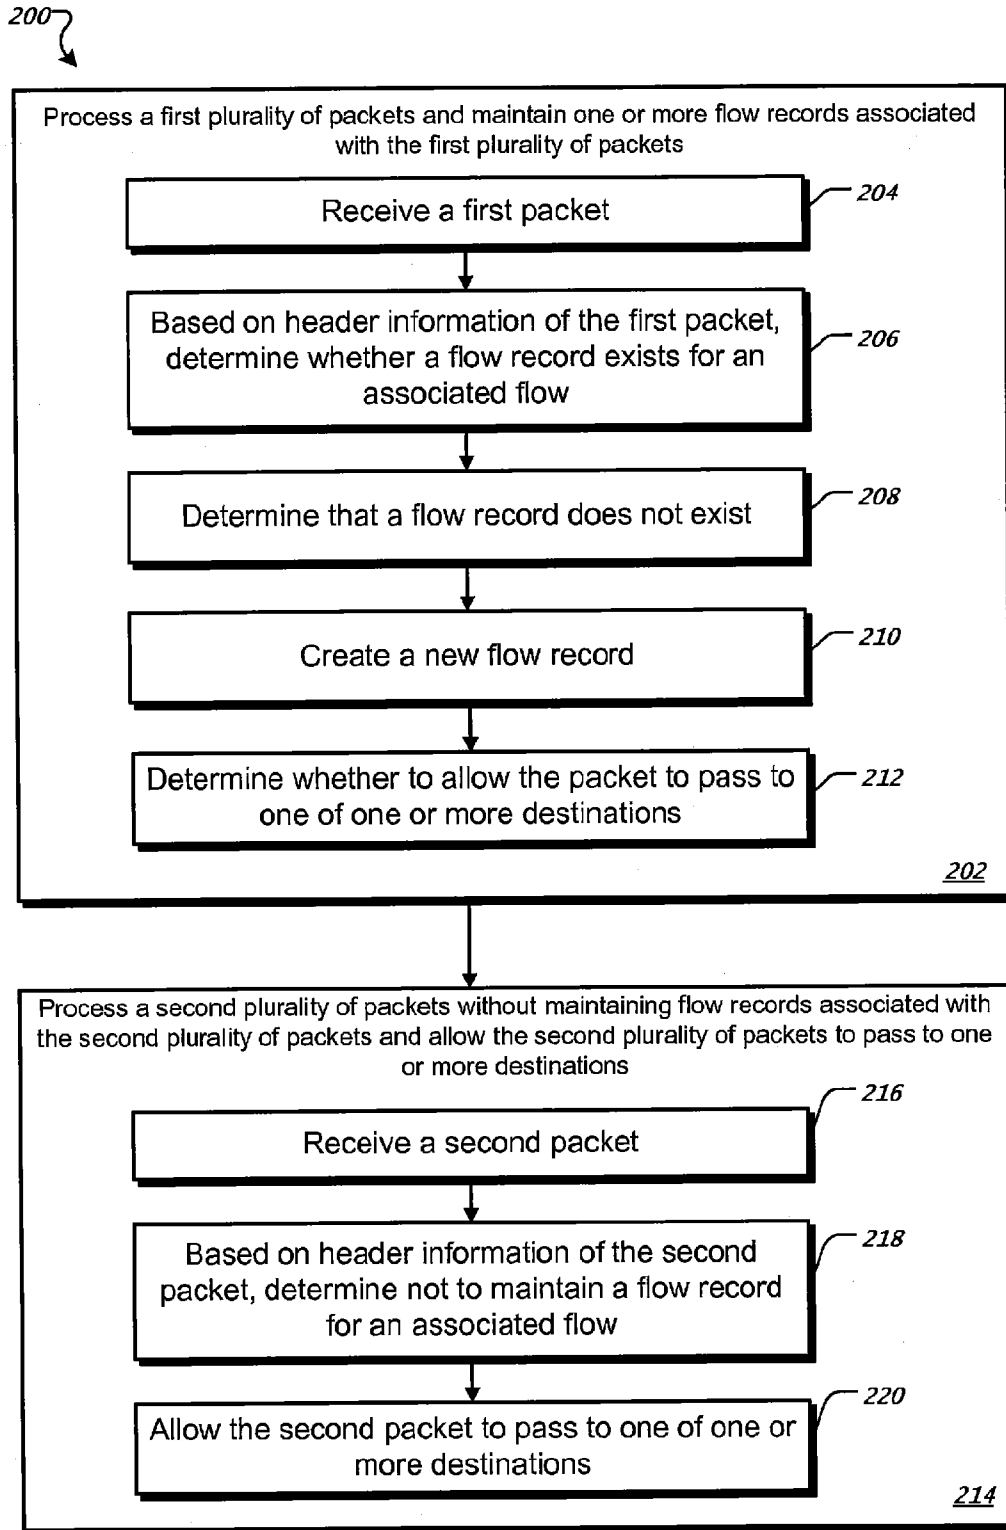 200
Process a first plurality of packets and maintain one or more flow records associated
with the first plurality of packets
Receive a first packet
204
Based on header information of the first packet,
determine whether a flow record exists for an
associated flow
206
Determine that a flow record does not exist
208
Create a new flow record
210
Determine whether to allow the packet to pass to
one of one or more destinations
212
202
Process a second plurality of packets without maintaining flow records associated with
the second plurality of packets and allow the second plurality of packets to pass to one
or more destinations
Receive a second packet
216
Based on header information of the second
packet, determine not to maintain a flow record
for an associated flow
218
Allow the second packet to pass to one of one or
more destinations
220
214